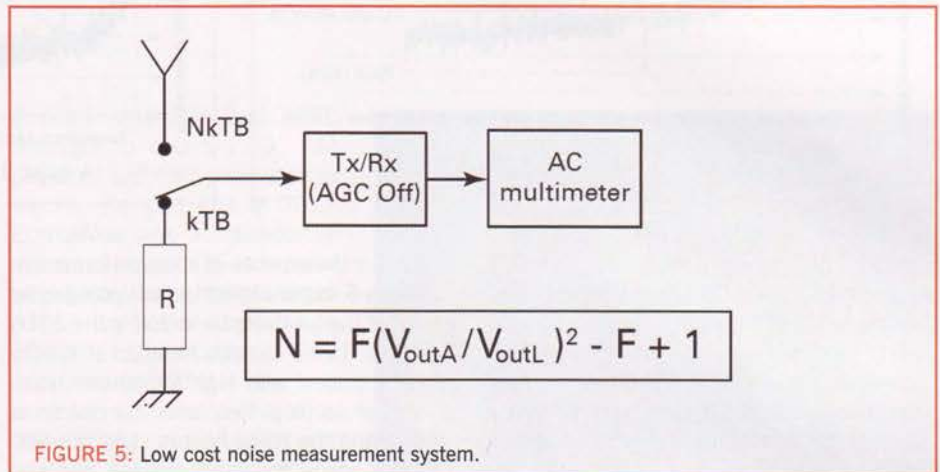 NkTB
Tx/Rx
(AGC Off)
AC
multimeter
kTB
R
N = F(VoutA/VoutL)² - F + 1
FIGURE 5: Low cost noise measurement system.